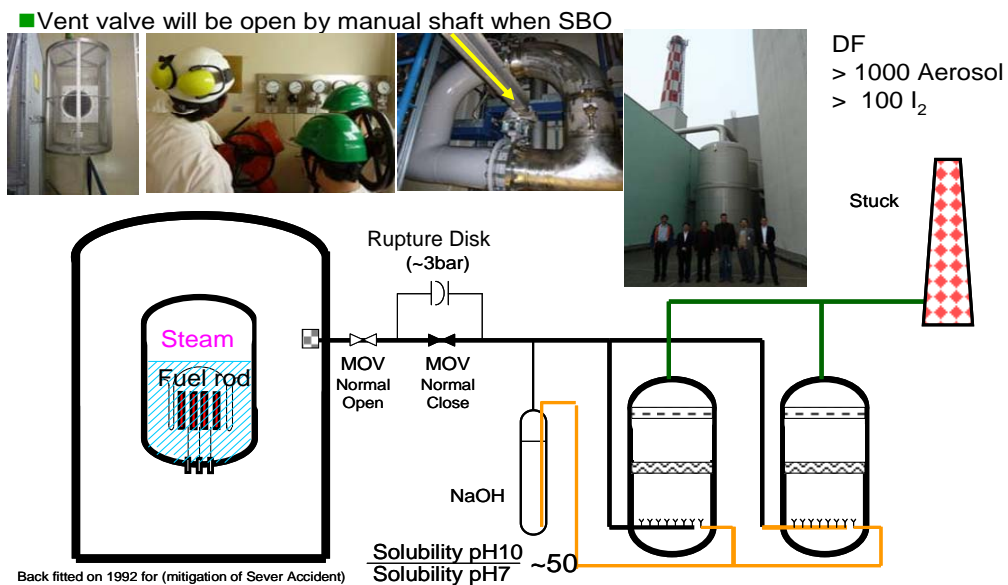 Vent valve will be open by manual shaft when SBO
DF
> 1000 Aerosol
> 100 I2
Stuck
Rupture Disk
(~3bar)
Steam
Fuel rod
MOV
Normal
Open
MOV
Normal
Close
NaOH
Solubility pH10
Solubility pH7
~50
Back fitted on 1992 for (mitigation of Sever Accident)